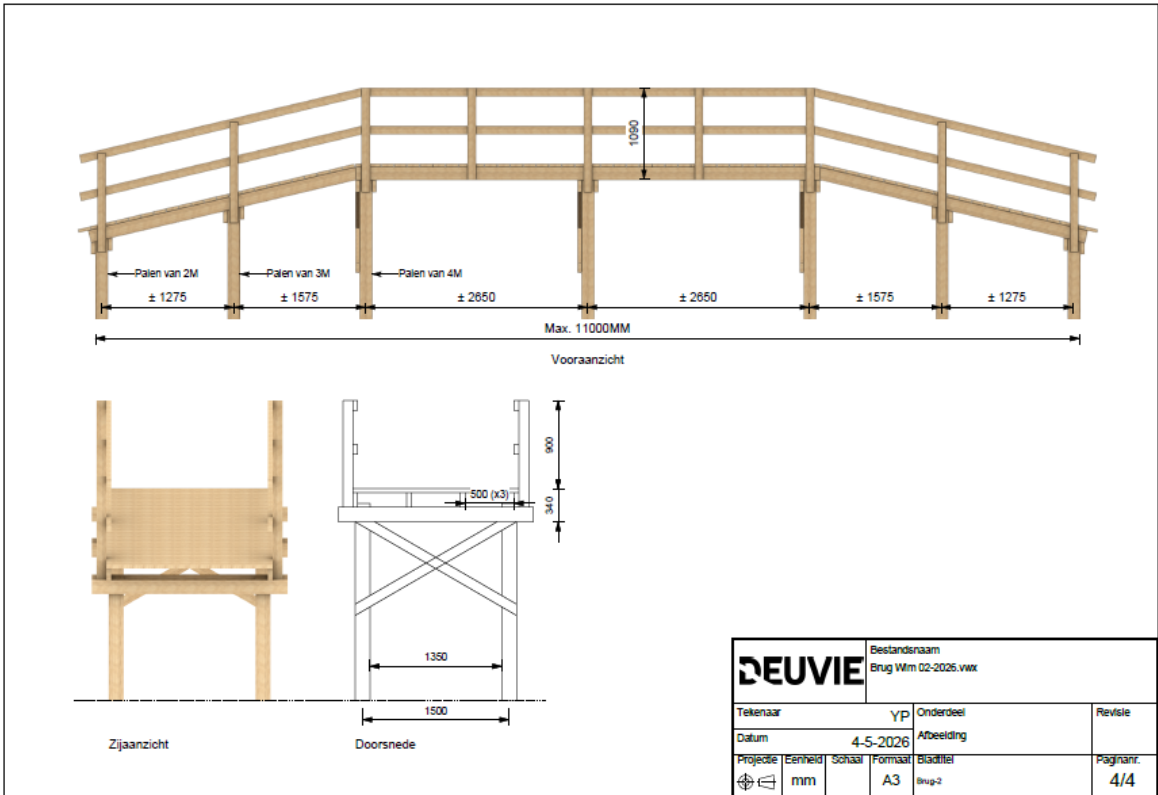 1090
Palen van 2M
Palen van 3M
Palen van 4M
± 1275
± 1575
± 2650
± 2650
± 1575
± 1275
Max. 11000MM
Vooraanzicht
900
500 (x3)
340
1350
1500
Zijaanzicht
Doorsnede
DEUVIE
Bestandsnaam
Brug Wim 02-2026.vwx
Tekenaar
YP
Onderdeel
Revisie
Datum
4-5-2026
Afbeelding
Projectie
Eenheid
Schaal
Formaat
Bladtitel
Paginanr.
mm
A3
Brug-2
4/4